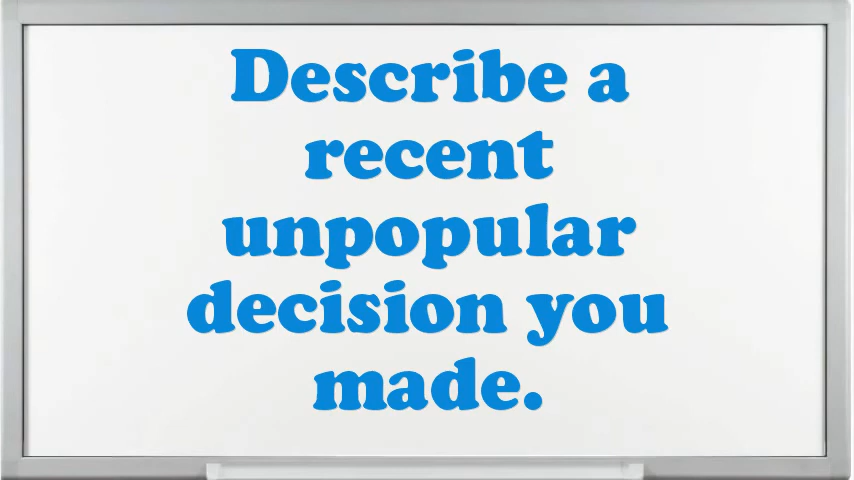 Describe a
recent
unpopular
decision you
made.